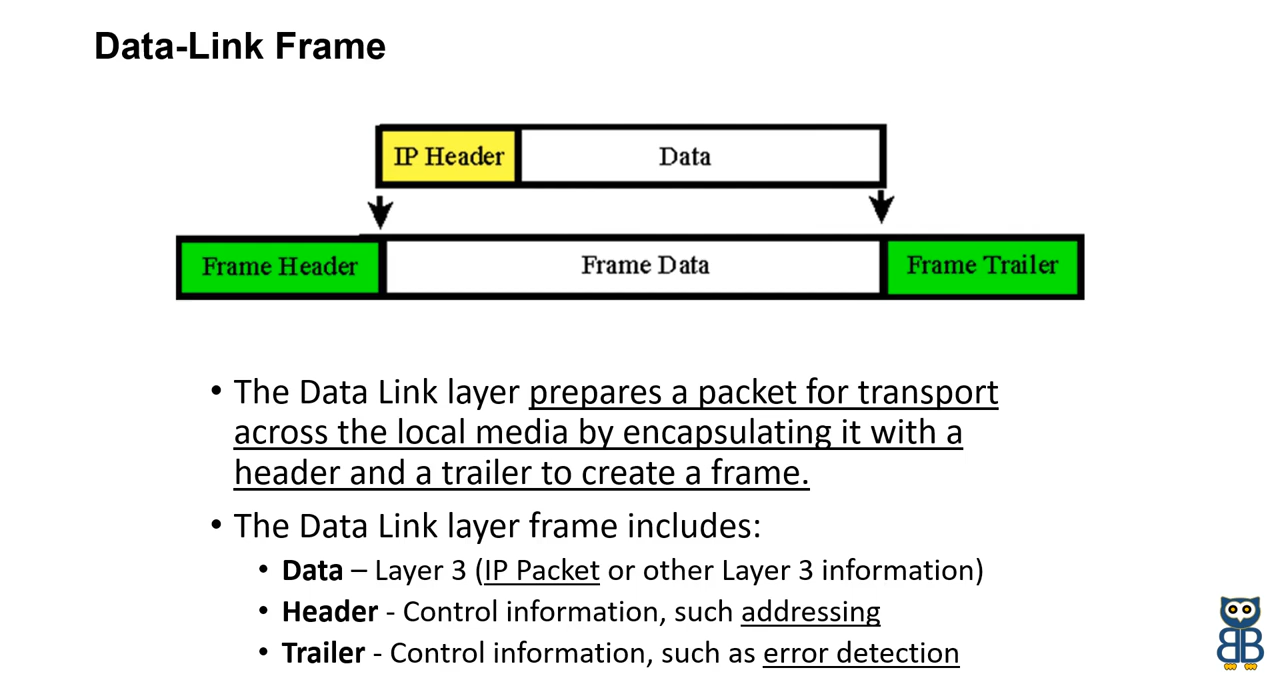 Data-Link Frame
IP Header Data
Frame Header Frame Data Frame Trailer
• The Data Link layer prepares a packet for transport
across the local media by encapsulating it with a
header and a trailer to create a frame.
• The Data Link layer frame includes:
• Data – Layer 3 (IP Packet or other Layer 3 information)
• Header - Control information, such addressing
• Trailer - Control information, such as error detection
BB